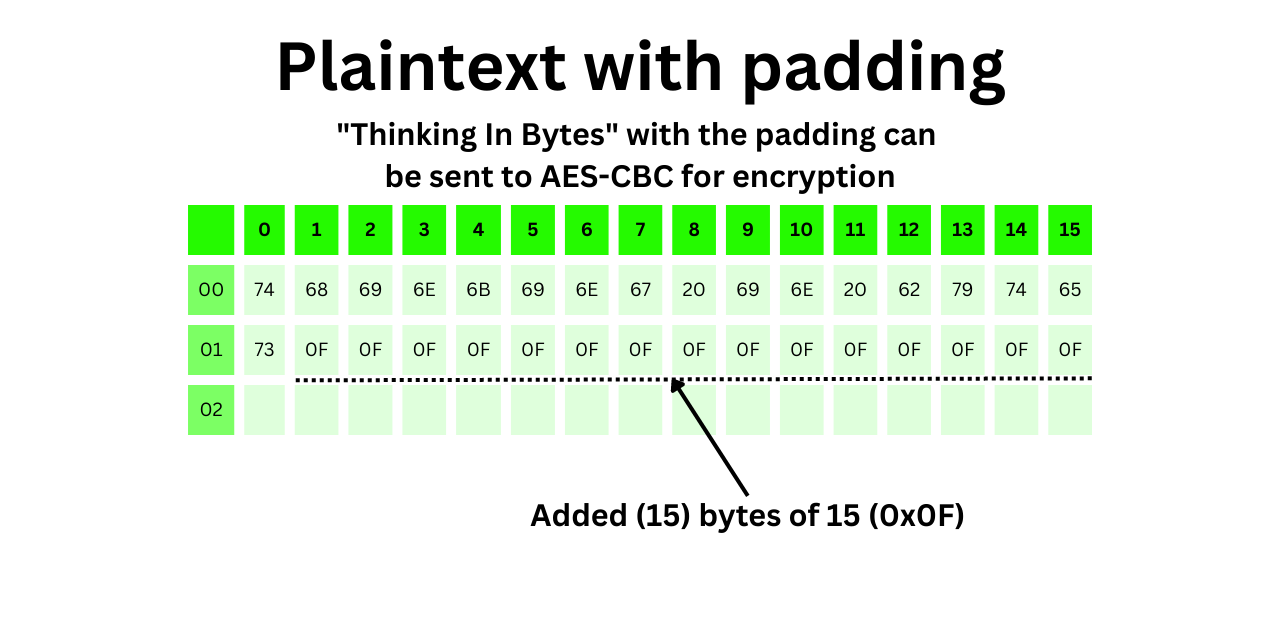 Plaintext with padding
"Thinking In Bytes" with the padding can
be sent to AES-CBC for encryption
0 1 2 3 4 5 6 7 8 9 10 11 12 13 14 15
00 74 68 69 6E 6B 69 6E 67 20 69 6E 20 62 79 74 65
01 73 0F 0F 0F 0F 0F 0F 0F 0F 0F 0F 0F 0F 0F 0F 0F
02
Added (15) bytes of 15 (0x0F)